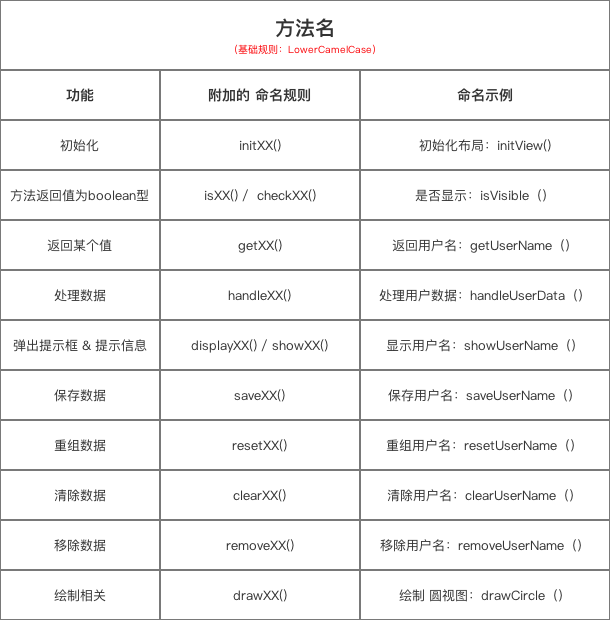 方法名
（基础规则：LowerCamelCase）
功能 附加的 命名规则 命名示例
初始化 initXX() 初始化布局：initView()
方法返回值为boolean型 isXX() / checkXX() 是否显示：isVisible（）
返回某个值 getXX() 返回用户名：getUserName（）
处理数据 handleXX() 处理用户数据：handleUserData（）
弹出提示框 & 提示信息 displayXX() / showXX() 显示用户名：showUserName（）
保存数据 saveXX() 保存用户名：saveUserName（）
重组数据 resetXX() 重组用户名：resetUserName（）
清除数据 clearXX() 清除用户名：clearUserName（）
移除数据 removeXX() 移除用户名：removeUserName（）
绘制相关 drawXX() 绘制 圆视图：drawCircle（）